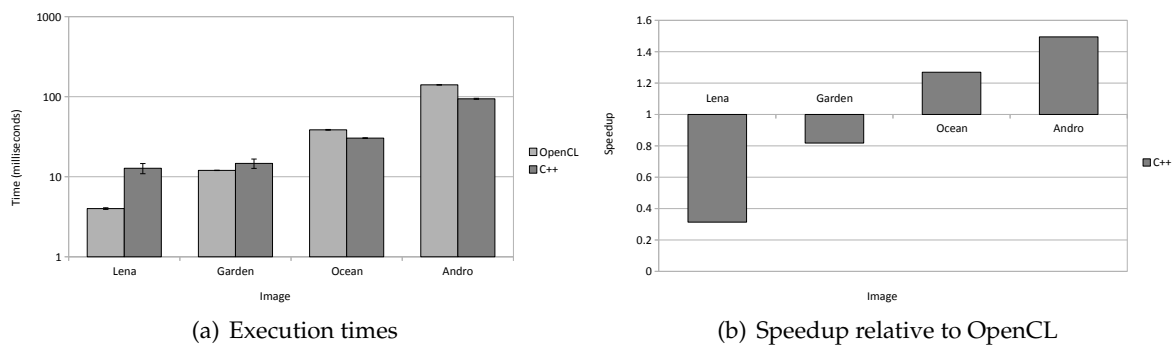 1000
100
10
1
Time (milliseconds)
Lena
Garden
Ocean
Andro
Image
OpenCL
C++
(a) Execution times
1.6
1.4
1.2
1
0.8
0.6
0.4
0.2
0
Speedup
Lena
Garden
Ocean
Andro
Image
C++
(b) Speedup relative to OpenCL